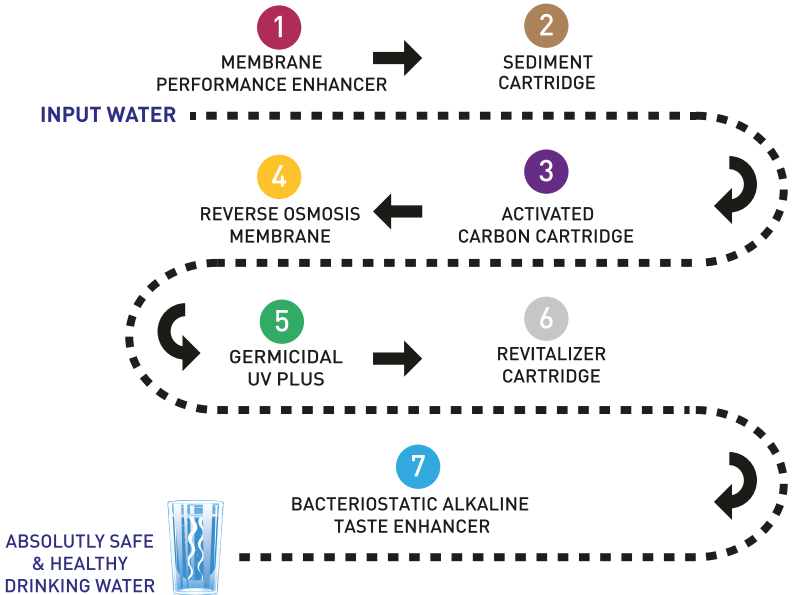 1
MEMBRANE
PERFORMANCE ENHANCER
2
SEDIMENT
CARTRIDGE
INPUT WATER
3
ACTIVATED
CARBON CARTRIDGE
4
REVERSE OSMOSIS
MEMBRANE
5
GERMICIDAL
UV PLUS
6
REVITALIZER
CARTRIDGE
7
BACTERIOSTATIC ALKALINE
TASTE ENHANCER
ABSOLUTLY SAFE
& HEALTHY
DRINKING WATER